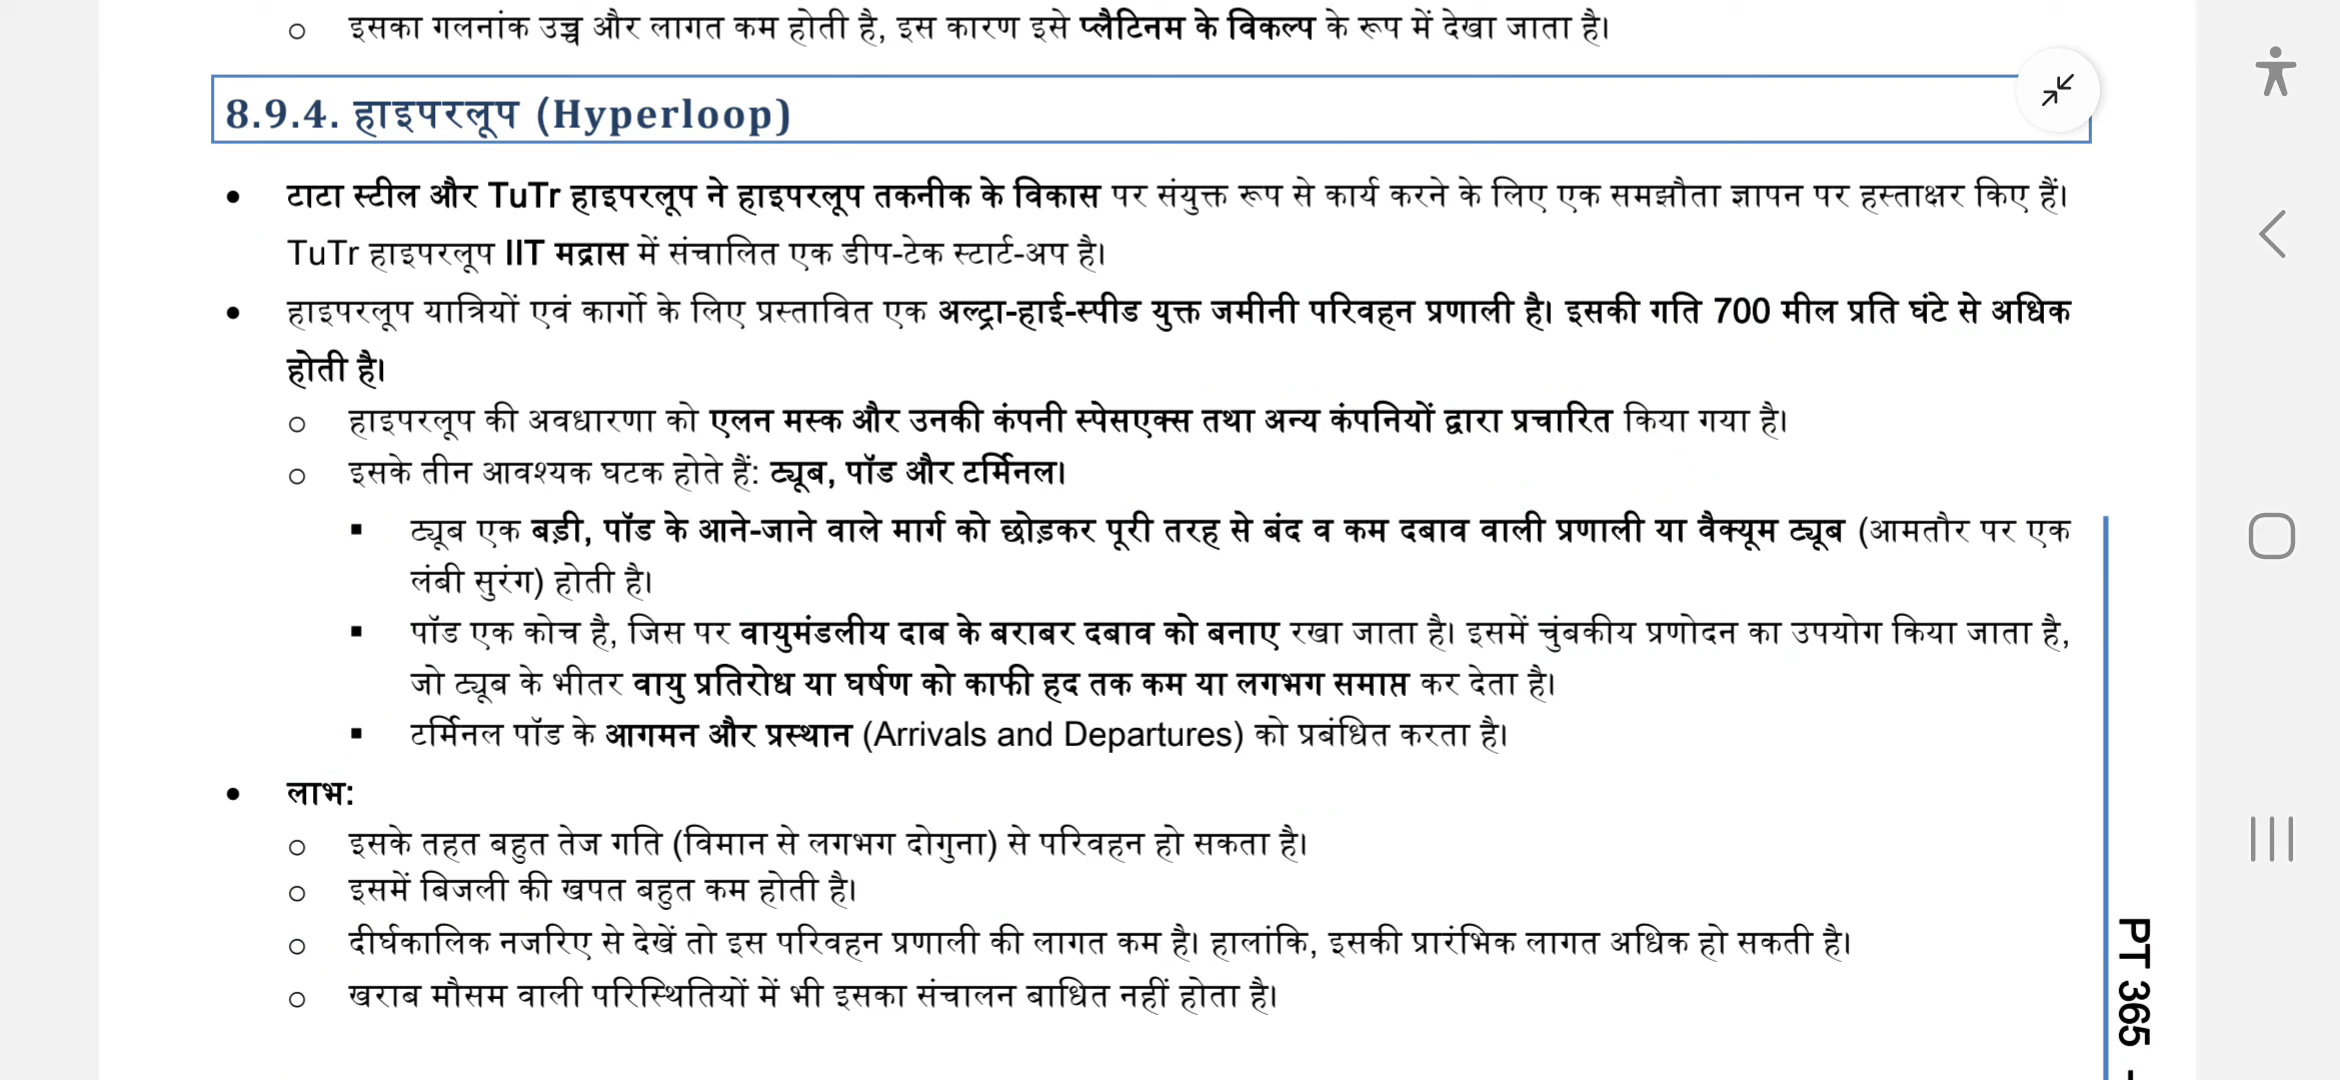 ○ इसका गलनांक उच्च और लागत कम होती है, इस कारण इसे प्लैटिनम के विकल्प के रूप में देखा जाता है।
8.9.4. हाइपरलूप (Hyperloop)
• टाटा स्टील और TuTr हाइपरलूप ने हाइपरलूप तकनीक के विकास पर संयुक्त रूप से कार्य करने के लिए एक समझौता ज्ञापन पर हस्ताक्षर किए हैं।
TuTr हाइपरलूप IIT मद्रास में संचालित एक डीप-टेक स्टार्ट-अप है।
• हाइपरलूप यात्रियों एवं कार्गो के लिए प्रस्तावित एक अल्ट्रा-हाई-स्पीड युक्त जमीनी परिवहन प्रणाली है। इसकी गति 700 मील प्रति घंटे से अधिक
होती है।
○ हाइपरलूप की अवधारणा को एलन मस्क और उनकी कंपनी स्पेसएक्स तथा अन्य कंपनियों द्वारा प्रचारित किया गया है।
○ इसके तीन आवश्यक घटक होते हैं: ट्यूब, पॉड और टर्मिनल।
▪ ट्यूब एक बड़ी, पॉड के आने-जाने वाले मार्ग को छोड़कर पूरी तरह से बंद व कम दबाव वाली प्रणाली या वैक्यूम ट्यूब (आमतौर पर एक
लंबी सुरंग) होती है।
▪ पॉड एक कोच है, जिस पर वायुमंडलीय दाब के बराबर दबाव को बनाए रखा जाता है। इसमें चुंबकीय प्रणोदन का उपयोग किया जाता है,
जो ट्यूब के भीतर वायु प्रतिरोध या घर्षण को काफी हद तक कम या लगभग समाप्त कर देता है।
▪ टर्मिनल पॉड के आगमन और प्रस्थान (Arrivals and Departures) को प्रबंधित करता है।
• लाभ:
○ इसके तहत बहुत तेज गति (विमान से लगभग दोगुना) से परिवहन हो सकता है।
○ इसमें बिजली की खपत बहुत कम होती है।
○ दीर्घकालिक नजरिए से देखें तो इस परिवहन प्रणाली की लागत कम है। हालांकि, इसकी प्रारंभिक लागत अधिक हो सकती है।
○ खराब मौसम वाली परिस्थितियों में भी इसका संचालन बाधित नहीं होता है।
PT 365 -